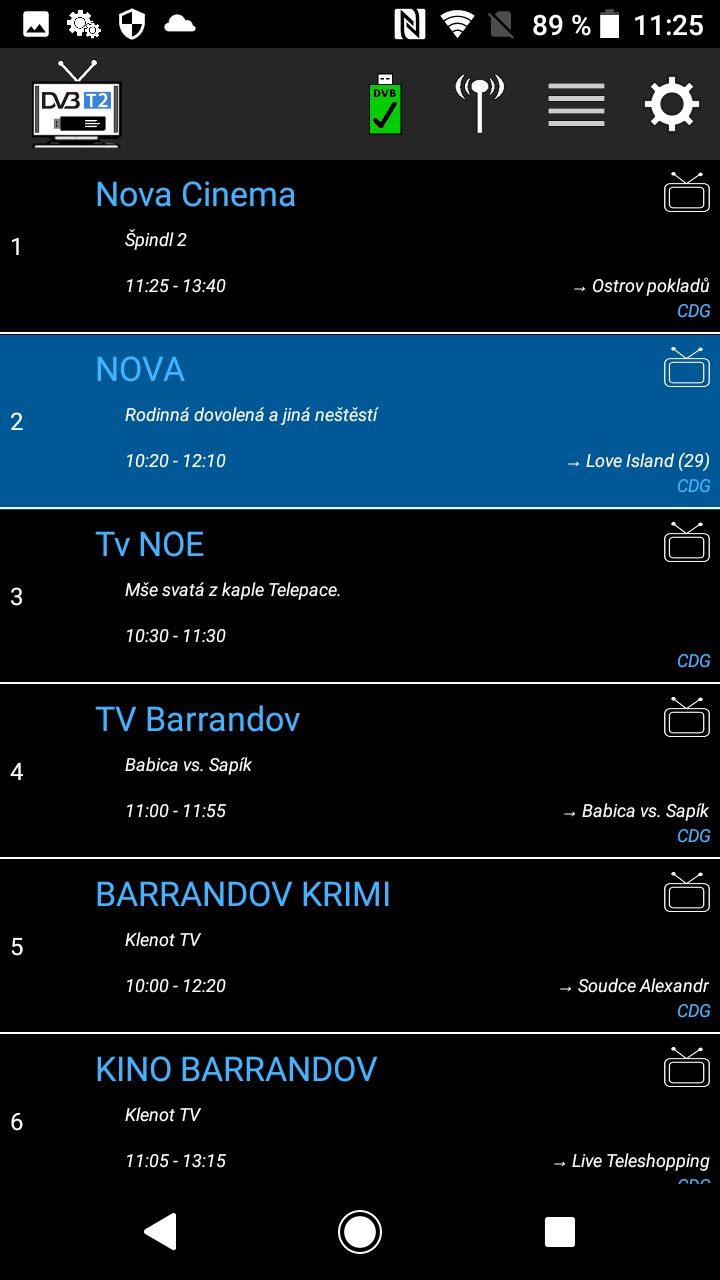 89 % 11:25
DVB T2
DVB
Nova Cinema
1
Špindl 2
11:25 - 13:40 → Ostrov pokladů
CDG
NOVA
2
Rodinná dovolená a jiná neštěstí
10:20 - 12:10 → Love Island (29)
CDG
Tv NOE
3
Mše svatá z kaple Telepace.
10:30 - 11:30
CDG
TV Barrandov
4
Babica vs. Sapík
11:00 - 11:55 → Babica vs. Sapík
CDG
BARRANDOV KRIMI
5
Klenot TV
10:00 - 12:20 → Soudce Alexandr
CDG
KINO BARRANDOV
6
Klenot TV
11:05 - 13:15 → Live Teleshopping
CDG